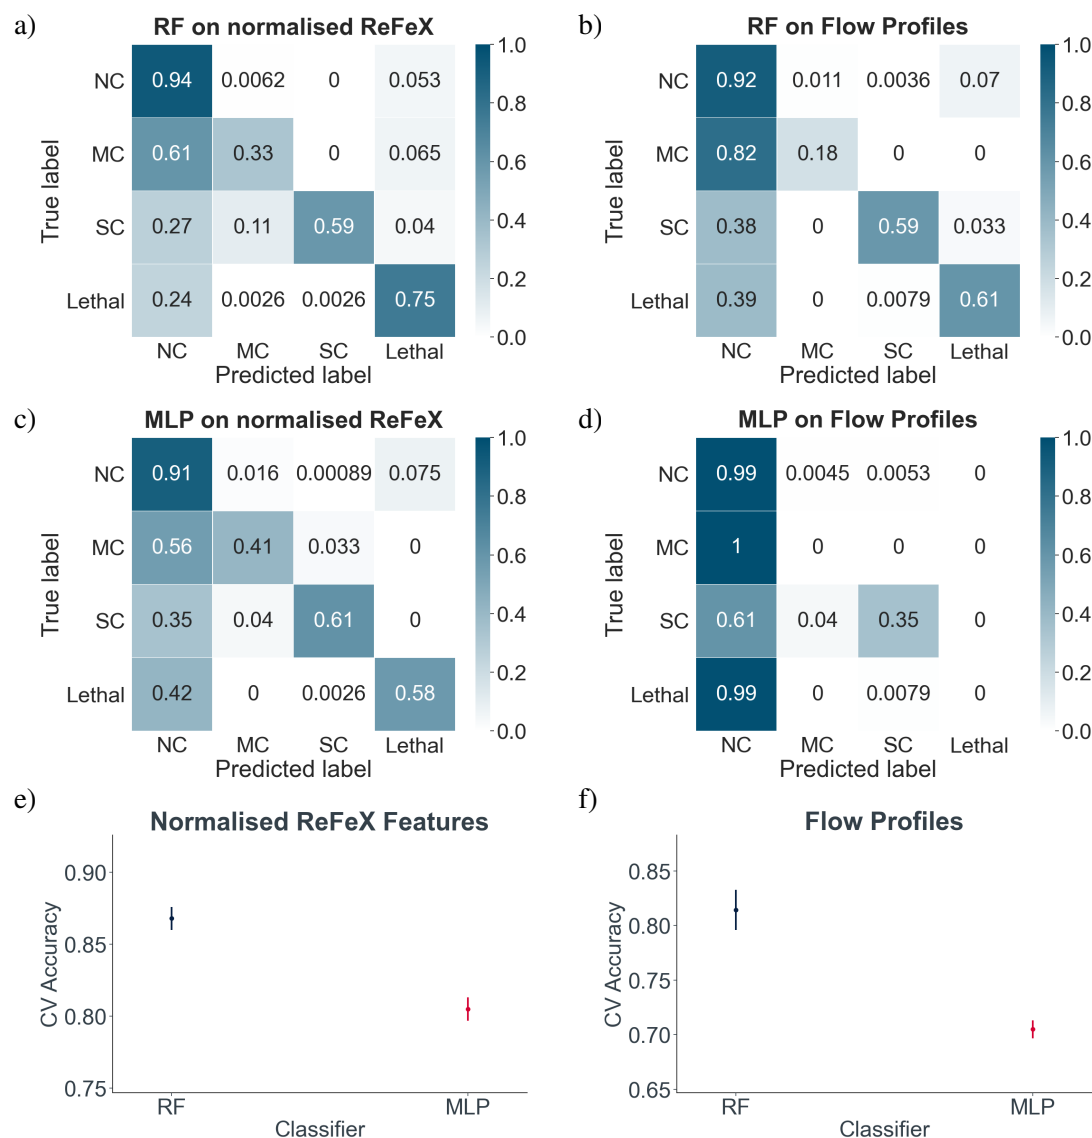 a)
RF on normalised ReFeX
True label
NC 0.94 0.0062 0 0.053
MC 0.61 0.33 0 0.065
SC 0.27 0.11 0.59 0.04
Lethal 0.24 0.0026 0.0026 0.75
NC MC SC Lethal
Predicted label
1.0
0.8
0.6
0.4
0.2
0.0
b)
RF on Flow Profiles
True label
NC 0.92 0.011 0.0036 0.07
MC 0.82 0.18 0 0
SC 0.38 0 0.59 0.033
Lethal 0.39 0 0.0079 0.61
NC MC SC Lethal
Predicted label
1.0
0.8
0.6
0.4
0.2
0.0
c)
MLP on normalised ReFeX
True label
NC 0.91 0.016 0.00089 0.075
MC 0.56 0.41 0.033 0
SC 0.35 0.04 0.61 0
Lethal 0.42 0 0.0026 0.58
NC MC SC Lethal
Predicted label
1.0
0.8
0.6
0.4
0.2
0.0
d)
MLP on Flow Profiles
True label
NC 0.99 0.0045 0.0053 0
MC 1 0 0 0
SC 0.61 0.04 0.35 0
Lethal 0.99 0 0.0079 0
NC MC SC Lethal
Predicted label
1.0
0.8
0.6
0.4
0.2
0.0
e)
Normalised ReFeX Features
CV Accuracy
0.90
0.85
0.80
0.75
RF MLP
Classifier
f)
Flow Profiles
CV Accuracy
0.85
0.80
0.75
0.70
0.65
RF MLP
Classifier